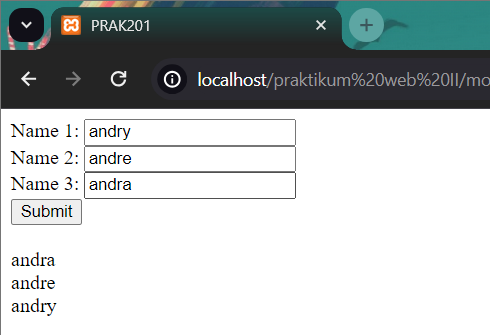 PRAK201
localhost/praktikum%20web%20II/mo
Name 1: andry
Name 2: andre
Name 3: andra
Submit
andra
andre
andry